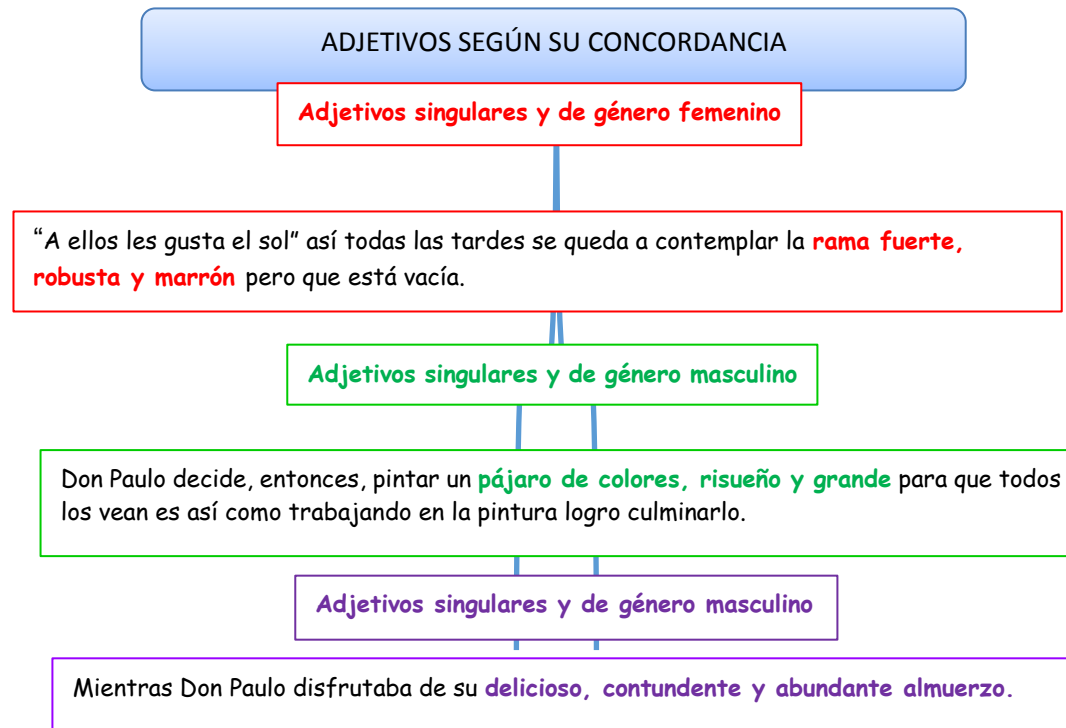 ADJETIVOS SEGÚN SU CONCORDANCIA
Adjetivos singulares y de género femenino
“A ellos les gusta el sol” así todas las tardes se queda a contemplar la rama fuerte,
robusta y marrón pero que está vacía.
Adjetivos singulares y de género masculino
Don Paulo decide, entonces, pintar un pájaro de colores, risueño y grande para que todos
los vean es así como trabajando en la pintura logro culminarlo.
Adjetivos singulares y de género masculino
Mientras Don Paulo disfrutaba de su delicioso, contundente y abundante almuerzo.